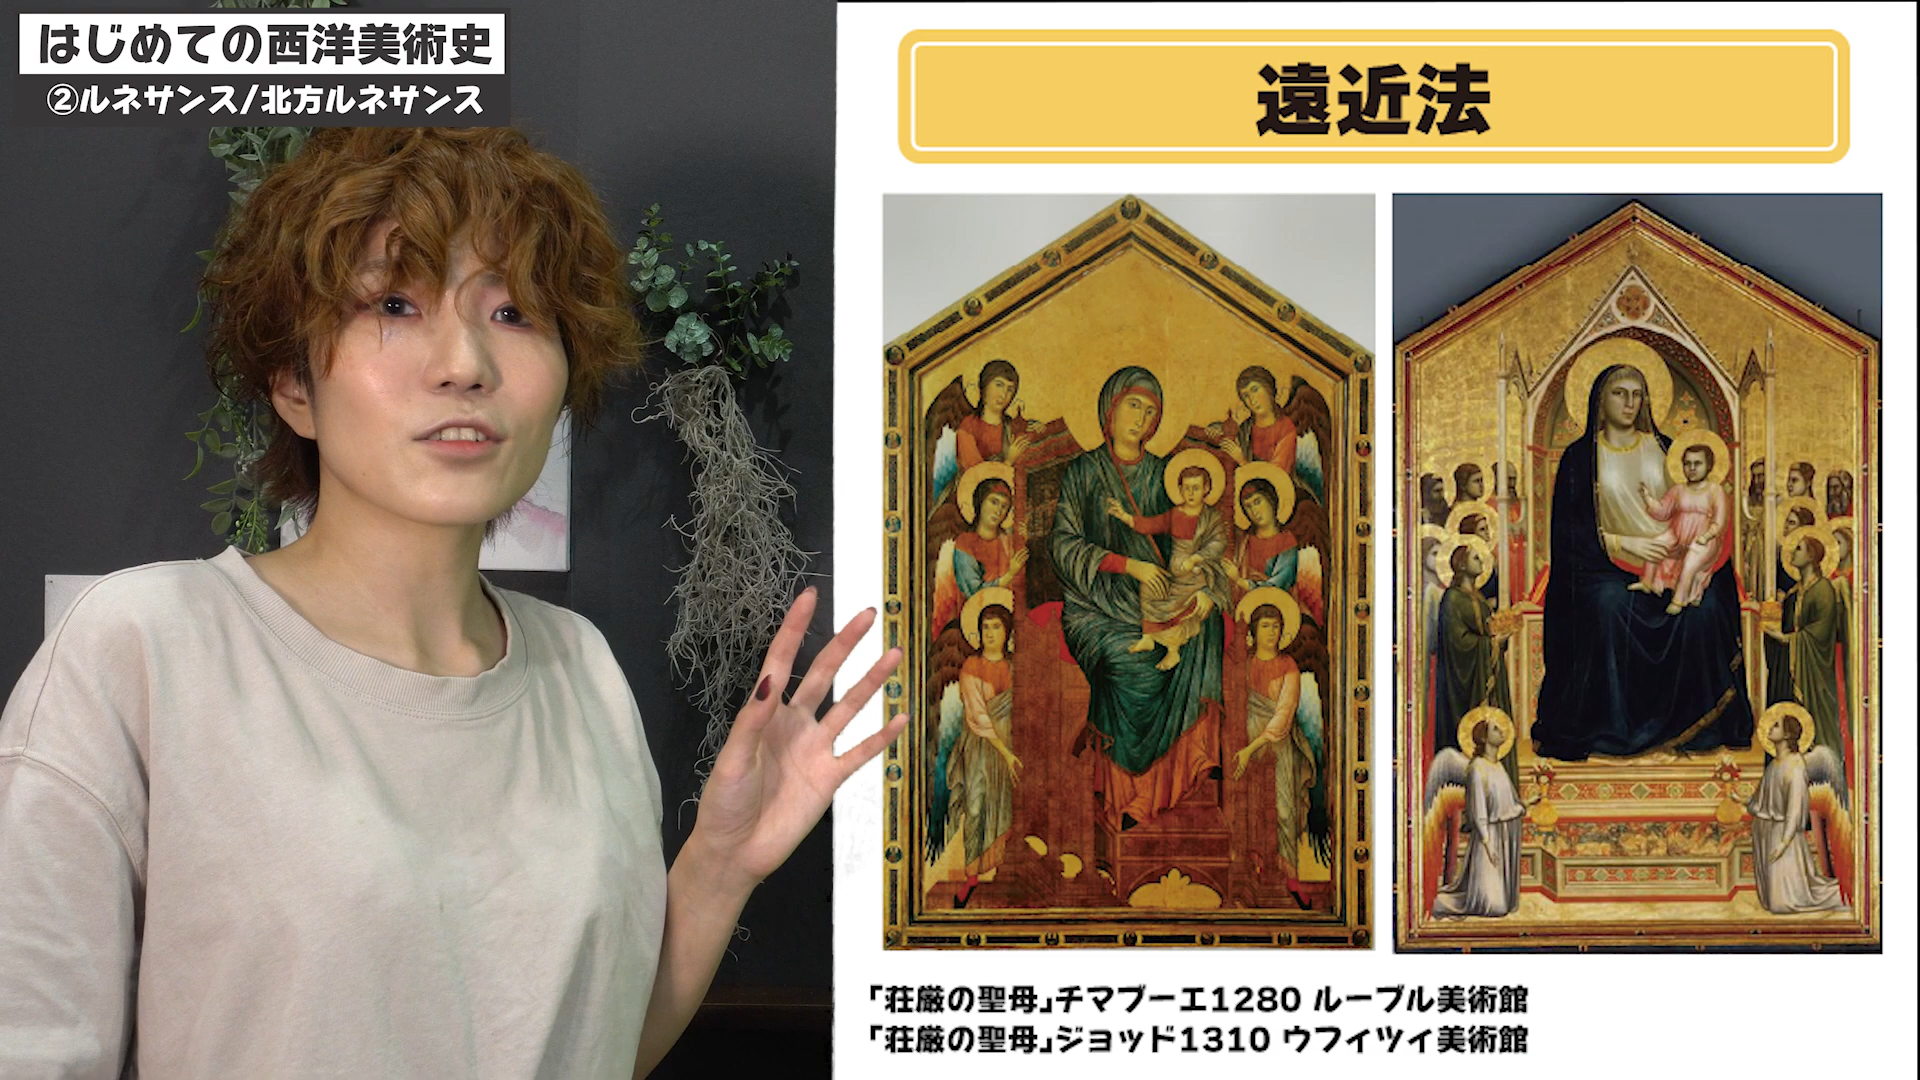 はじめての西洋美術史
②ルネサンス/北方ルネサンス
遠近法
「荘厳の聖母」チマブーエ1280 ルーブル美術館
「荘厳の聖母」ジョッド1310 ウフィツィ美術館